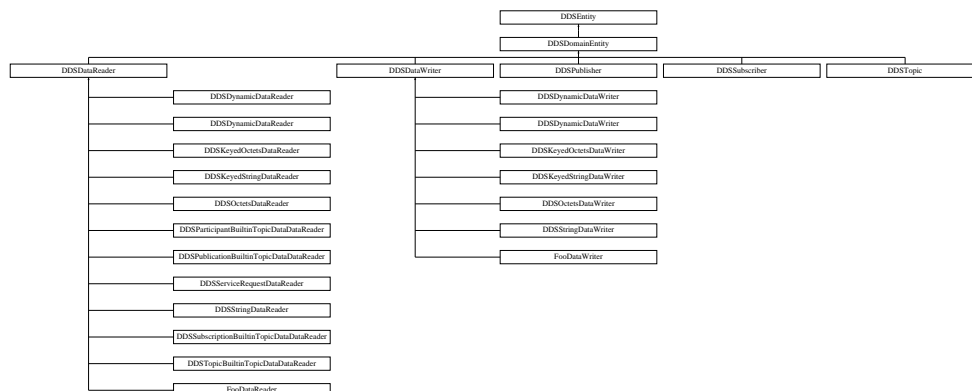 DDSEntity
DDSDomainEntity
DDSDataReader DDSDataWriter DDSPublisher DDSSubscriber DDSTopic
DDSDynamicDataReader DDSDynamicDataWriter
DDSDynamicDataReader DDSDynamicDataWriter
DDSKeyedOctetsDataReader DDSKeyedOctetsDataWriter
DDSKeyedStringDataReader DDSKeyedStringDataWriter
DDSOctetsDataReader DDSOctetsDataWriter
DDSParticipantBuiltinTopicDataDataReader DDSStringDataWriter
DDSPublicationBuiltinTopicDataDataReader FooDataWriter
DDSServiceRequestDataReader
DDSStringDataReader
DDSSubscriptionBuiltinTopicDataDataReader
DDSTopicBuiltinTopicDataDataReader
FooDataReader